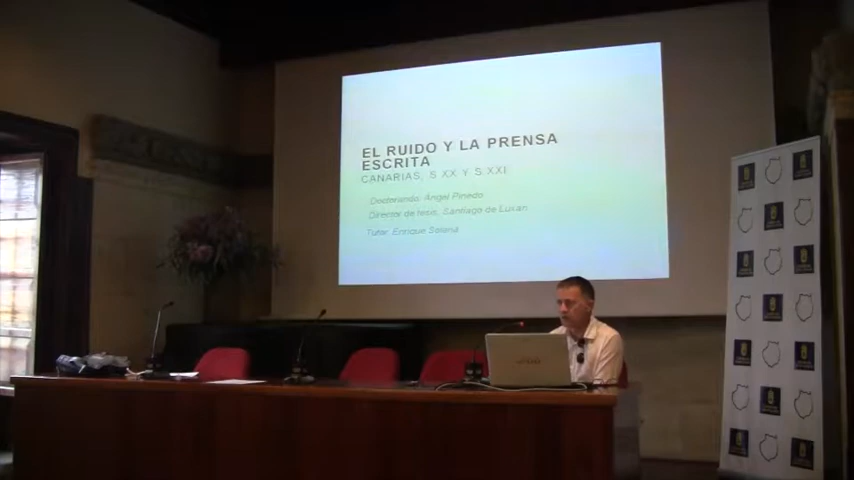 EL RUIDO Y LA PRENSA
ESCRITA
CANARIAS, S XX Y S XXI
Doctorando: Ángel Pinedo
Director de tesis, Santiago de Luxan
Tutor: Enrique Solana